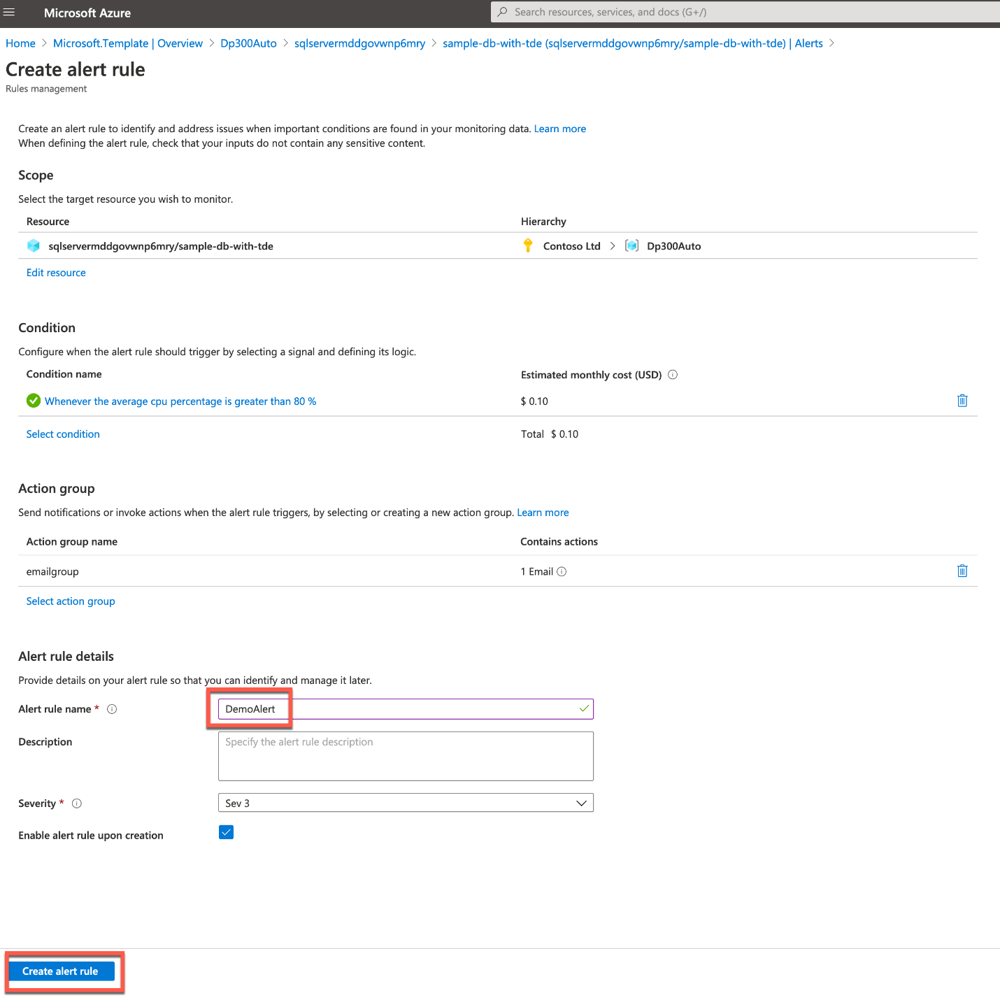 Microsoft Azure
Search resources, services, and docs (G+/)
Home > Microsoft.Template | Overview > Dp300Auto > sqlservermddgovwnp6mry > sample-db-with-tde (sqlservermddgovwnp6mry/sample-db-with-tde) | Alerts >
Create alert rule
Rules management
Create an alert rule to identify and address issues when important conditions are found in your monitoring data. Learn more
When defining the alert rule, check that your inputs do not contain any sensitive content.
Scope
Select the target resource you wish to monitor.
Resource Hierarchy
sqlservermddgovwnp6mry/sample-db-with-tde Contoso Ltd > Dp300Auto
Edit resource
Condition
Configure when the alert rule should trigger by selecting a signal and defining its logic.
Condition name Estimated monthly cost (USD)
Whenever the average cpu percentage is greater than 80 % $ 0.10
Select condition Total $ 0.10
Action group
Send notifications or invoke actions when the alert rule triggers, by selecting or creating a new action group. Learn more
Action group name Contains actions
emailgroup 1 Email
Select action group
Alert rule details
Provide details on your alert rule so that you can identify and manage it later.
Alert rule name * DemoAlert
Description Specify the alert rule description
Severity * Sev 3
Enable alert rule upon creation
Create alert rule